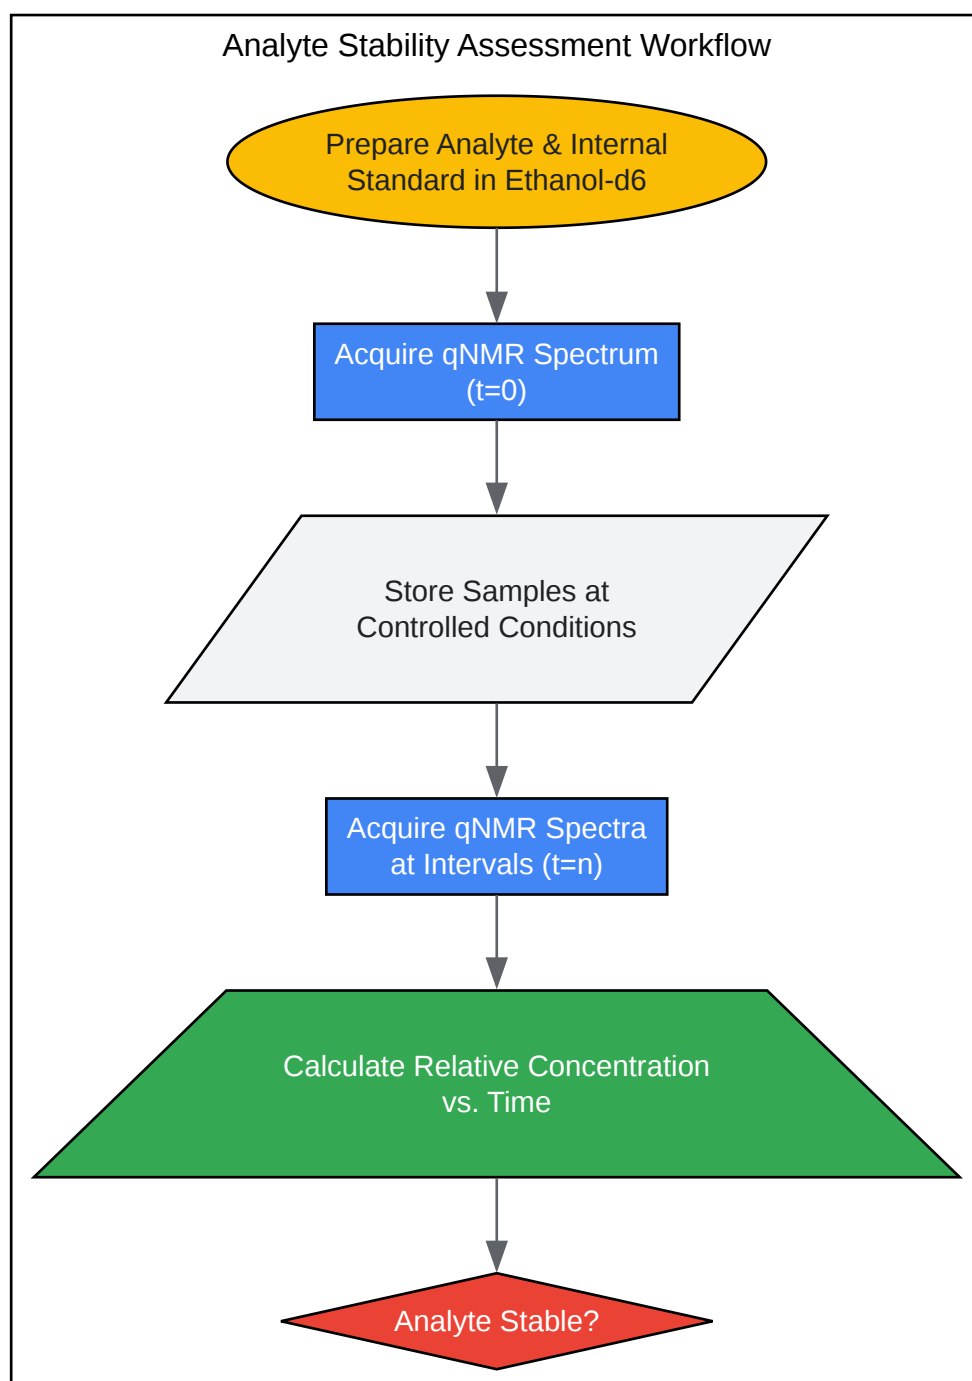 Analyte Stability Assessment Workflow
Prepare Analyte & Internal
Standard in Ethanol-d6
Acquire qNMR Spectrum
(t=0)
Store Samples at
Controlled Conditions
Acquire qNMR Spectra
at Intervals (t=n)
Calculate Relative Concentration
vs. Time
Analyte Stable?